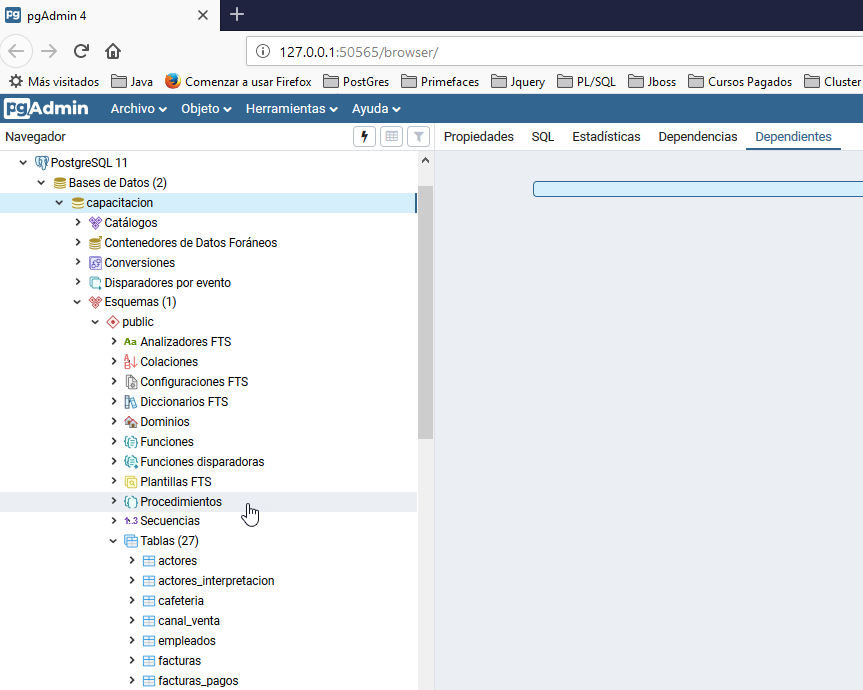 pgAdmin 4
127.0.0.1:50565/browser/
Más visitados Java Comenzar a usar Firefox PostGres Primefaces Jquery PL/SQL Jboss Cursos Pagados Cluster
pgAdmin Archivo Objeto Herramientas Ayuda
Navegador
Propiedades SQL Estadísticas Dependencias Dependientes
PostgreSQL 11
Bases de Datos (2)
capacitacion
Catálogos
Contenedores de Datos Foráneos
Conversiones
Disparadores por evento
Esquemas (1)
public
Aa Analizadores FTS
Colaciones
Configuraciones FTS
Diccionarios FTS
Dominios
Funciones
Funciones disparadoras
Plantillas FTS
Procedimientos
1..3 Secuencias
Tablas (27)
actores
actores_interpretacion
cafeteria
canal_venta
empleados
facturas
facturas_pagos